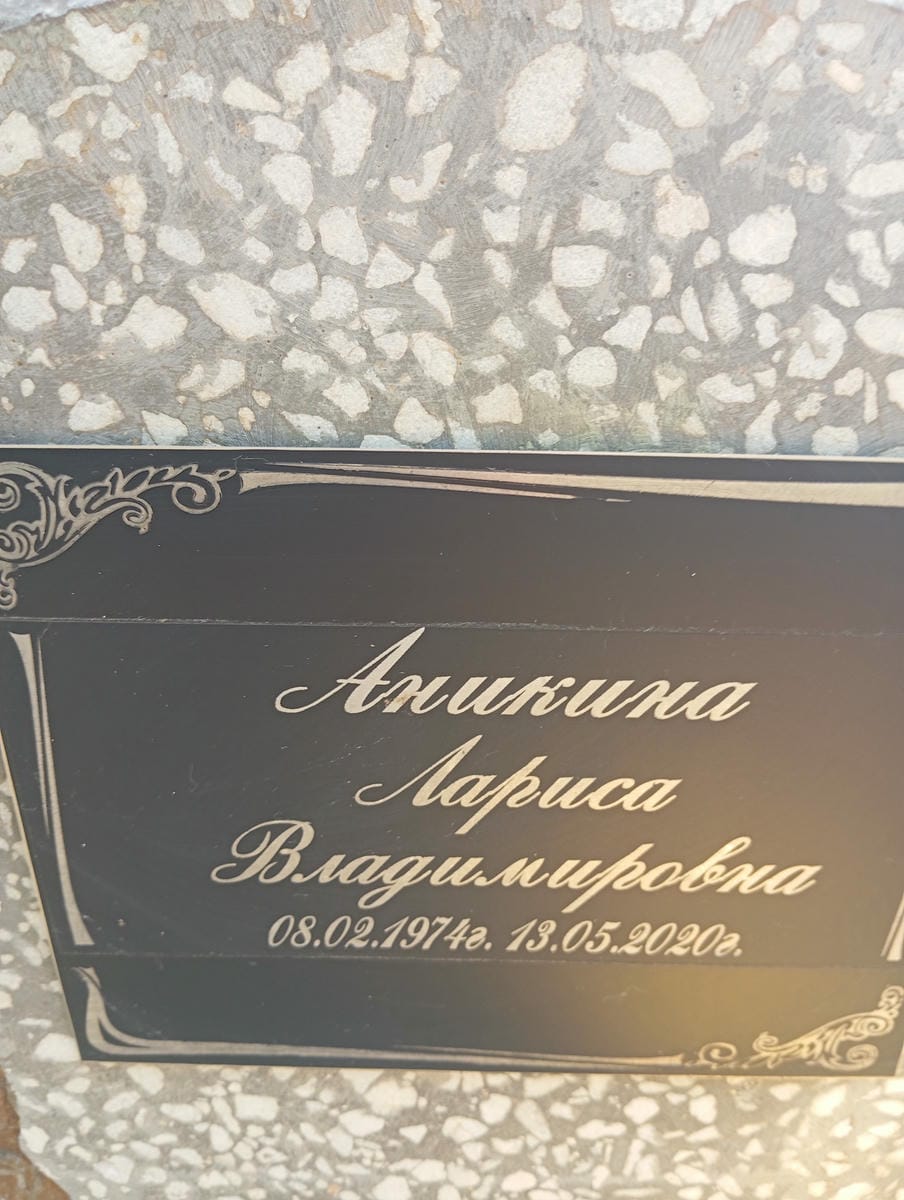 Аникина
Лариса
Владимировна
08.02.1974г. 13.05.2020г.